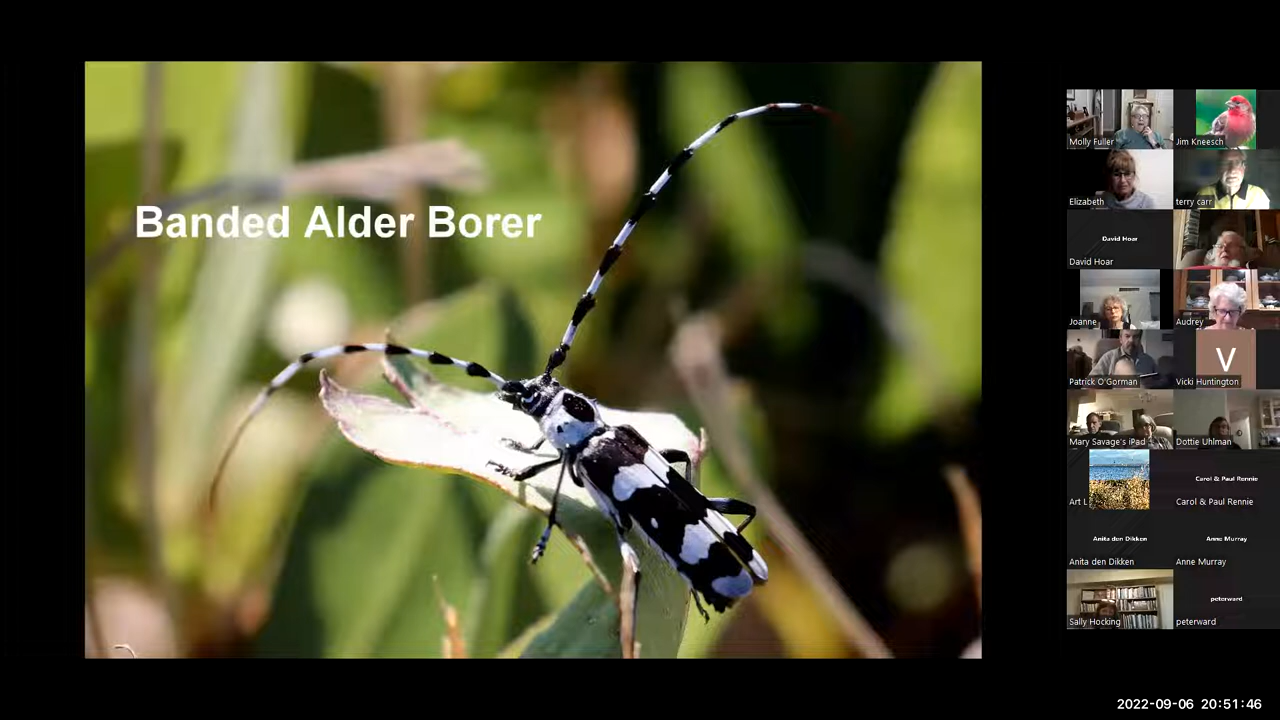 Banded Alder Borer
Molly Fuller
Jim Kneesch
Elizabeth
terry carr
David Hoar
David Hoar
Joanne
Audrey
Patrick O'Gorman
V
Vicki Huntington
Mary Savage's iPad
Dottie Uhlman
Art L
Carol & Paul Rennie
Carol & Paul Rennie
Anita den Dikken
Anne Murray
Anita den Dikken
Anne Murray
Sally Hocking
peterward
peterward
2022-09-06 20:51:46